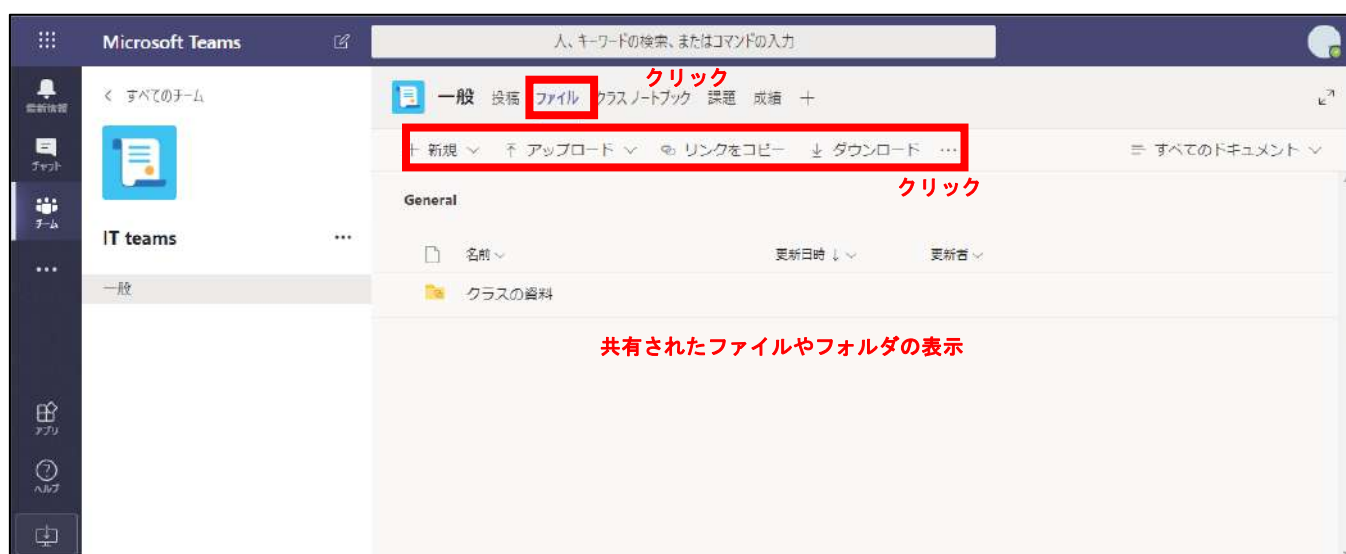 Microsoft Teams
人、キーワードの検索、またはコマンドの入力
最新情報
チャット
チーム
アプリ
ヘルプ
< すべてのチーム
IT teams
一般
クリック
一般 投稿 ファイル クラス ノートブック 課題 成績 +
+ 新規 アップロード リンクをコピー ダウンロード … すべてのドキュメント
クリック
General
名前 更新日時 ↓ 更新者
クラスの資料
共有されたファイルやフォルダの表示